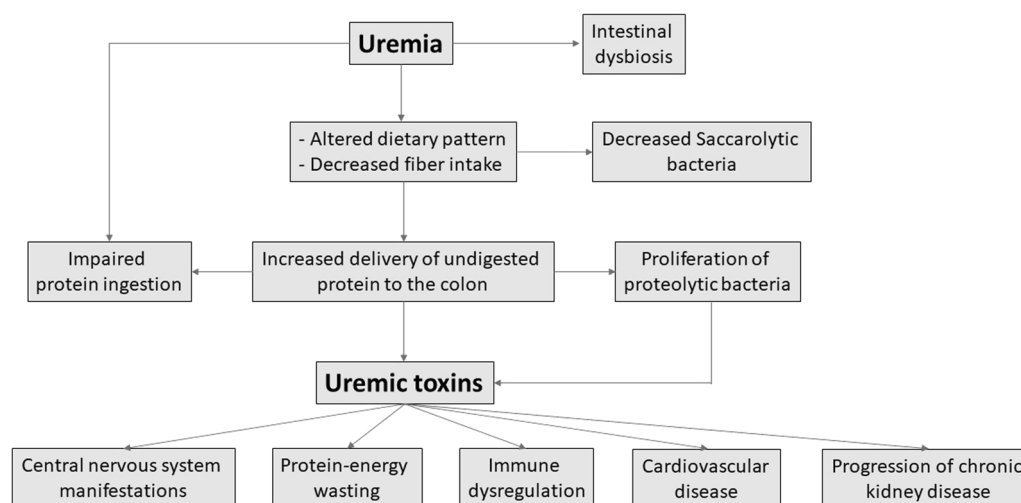 Uremia
Intestinal
dysbiosis
- Altered dietary pattern
- Decreased fiber intake
Decreased Saccarolytic
bacteria
Impaired
protein ingestion
Increased delivery of undigested
protein to the colon
Proliferation of
proteolytic bacteria
Uremic toxins
Central nervous system
manifestations
Protein-energy
wasting
Immune
dysregulation
Cardiovascular
disease
Progression of chronic
kidney disease